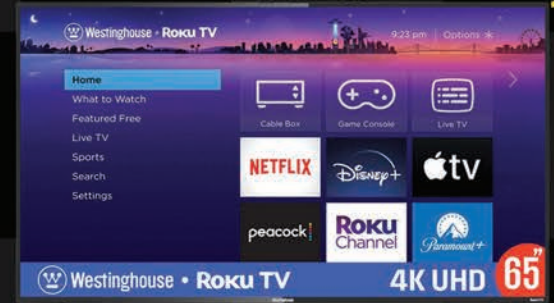 Westinghouse • Roku TV
9:23 pm Options
Home
What to Watch
Featured Free
Live TV
Sports
Search
Settings
Cable Box
Game Console
Live TV
NETFLIX
Disney+
tv
peacock
Roku
Channel
Paramount+
Westinghouse • Roku TV
4K UHD
65"